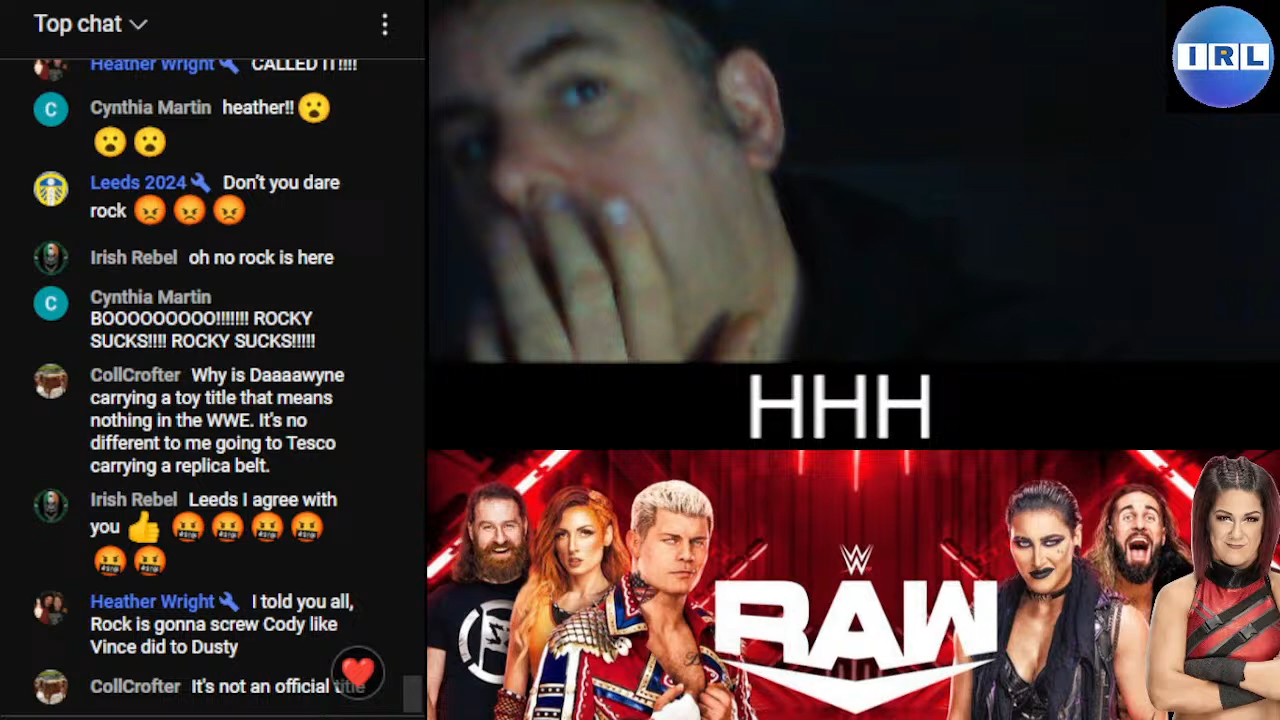 Top chat
Heather Wright CALLED IT!!!!
Cynthia Martin heather!! 😮
😮 😮
Leeds 2024 Don't you dare
rock 😡 😡 😡
Irish Rebel oh no rock is here
Cynthia Martin
BOOOOOOOOO!!!!!!! ROCKY
SUCKS!!!! ROCKY SUCKS!!!!!
CollCrofter Why is Daaaawyne
carrying a toy title that means
nothing in the WWE. It's no
different to me going to Tesco
carrying a replica belt.
Irish Rebel Leeds I agree with
you 👍 🤬 🤬 🤬 🤬
🤬 🤬
Heather Wright I told you all,
Rock is gonna screw Cody like
Vince did to Dusty
CollCrofter It's not an official title
C
C
IRL
HHH
W
RAW